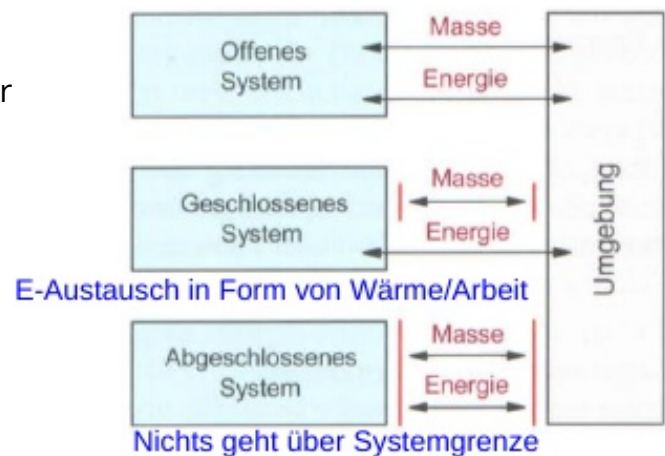 Masse
Offenes
System
r
Energie
Masse
Geschlossenes
System
Energie
E-Austausch in Form von Wärme/Arbeit
Umgebung
Masse
Abgeschlossenes
System
Energie
Nichts geht über Systemgrenze